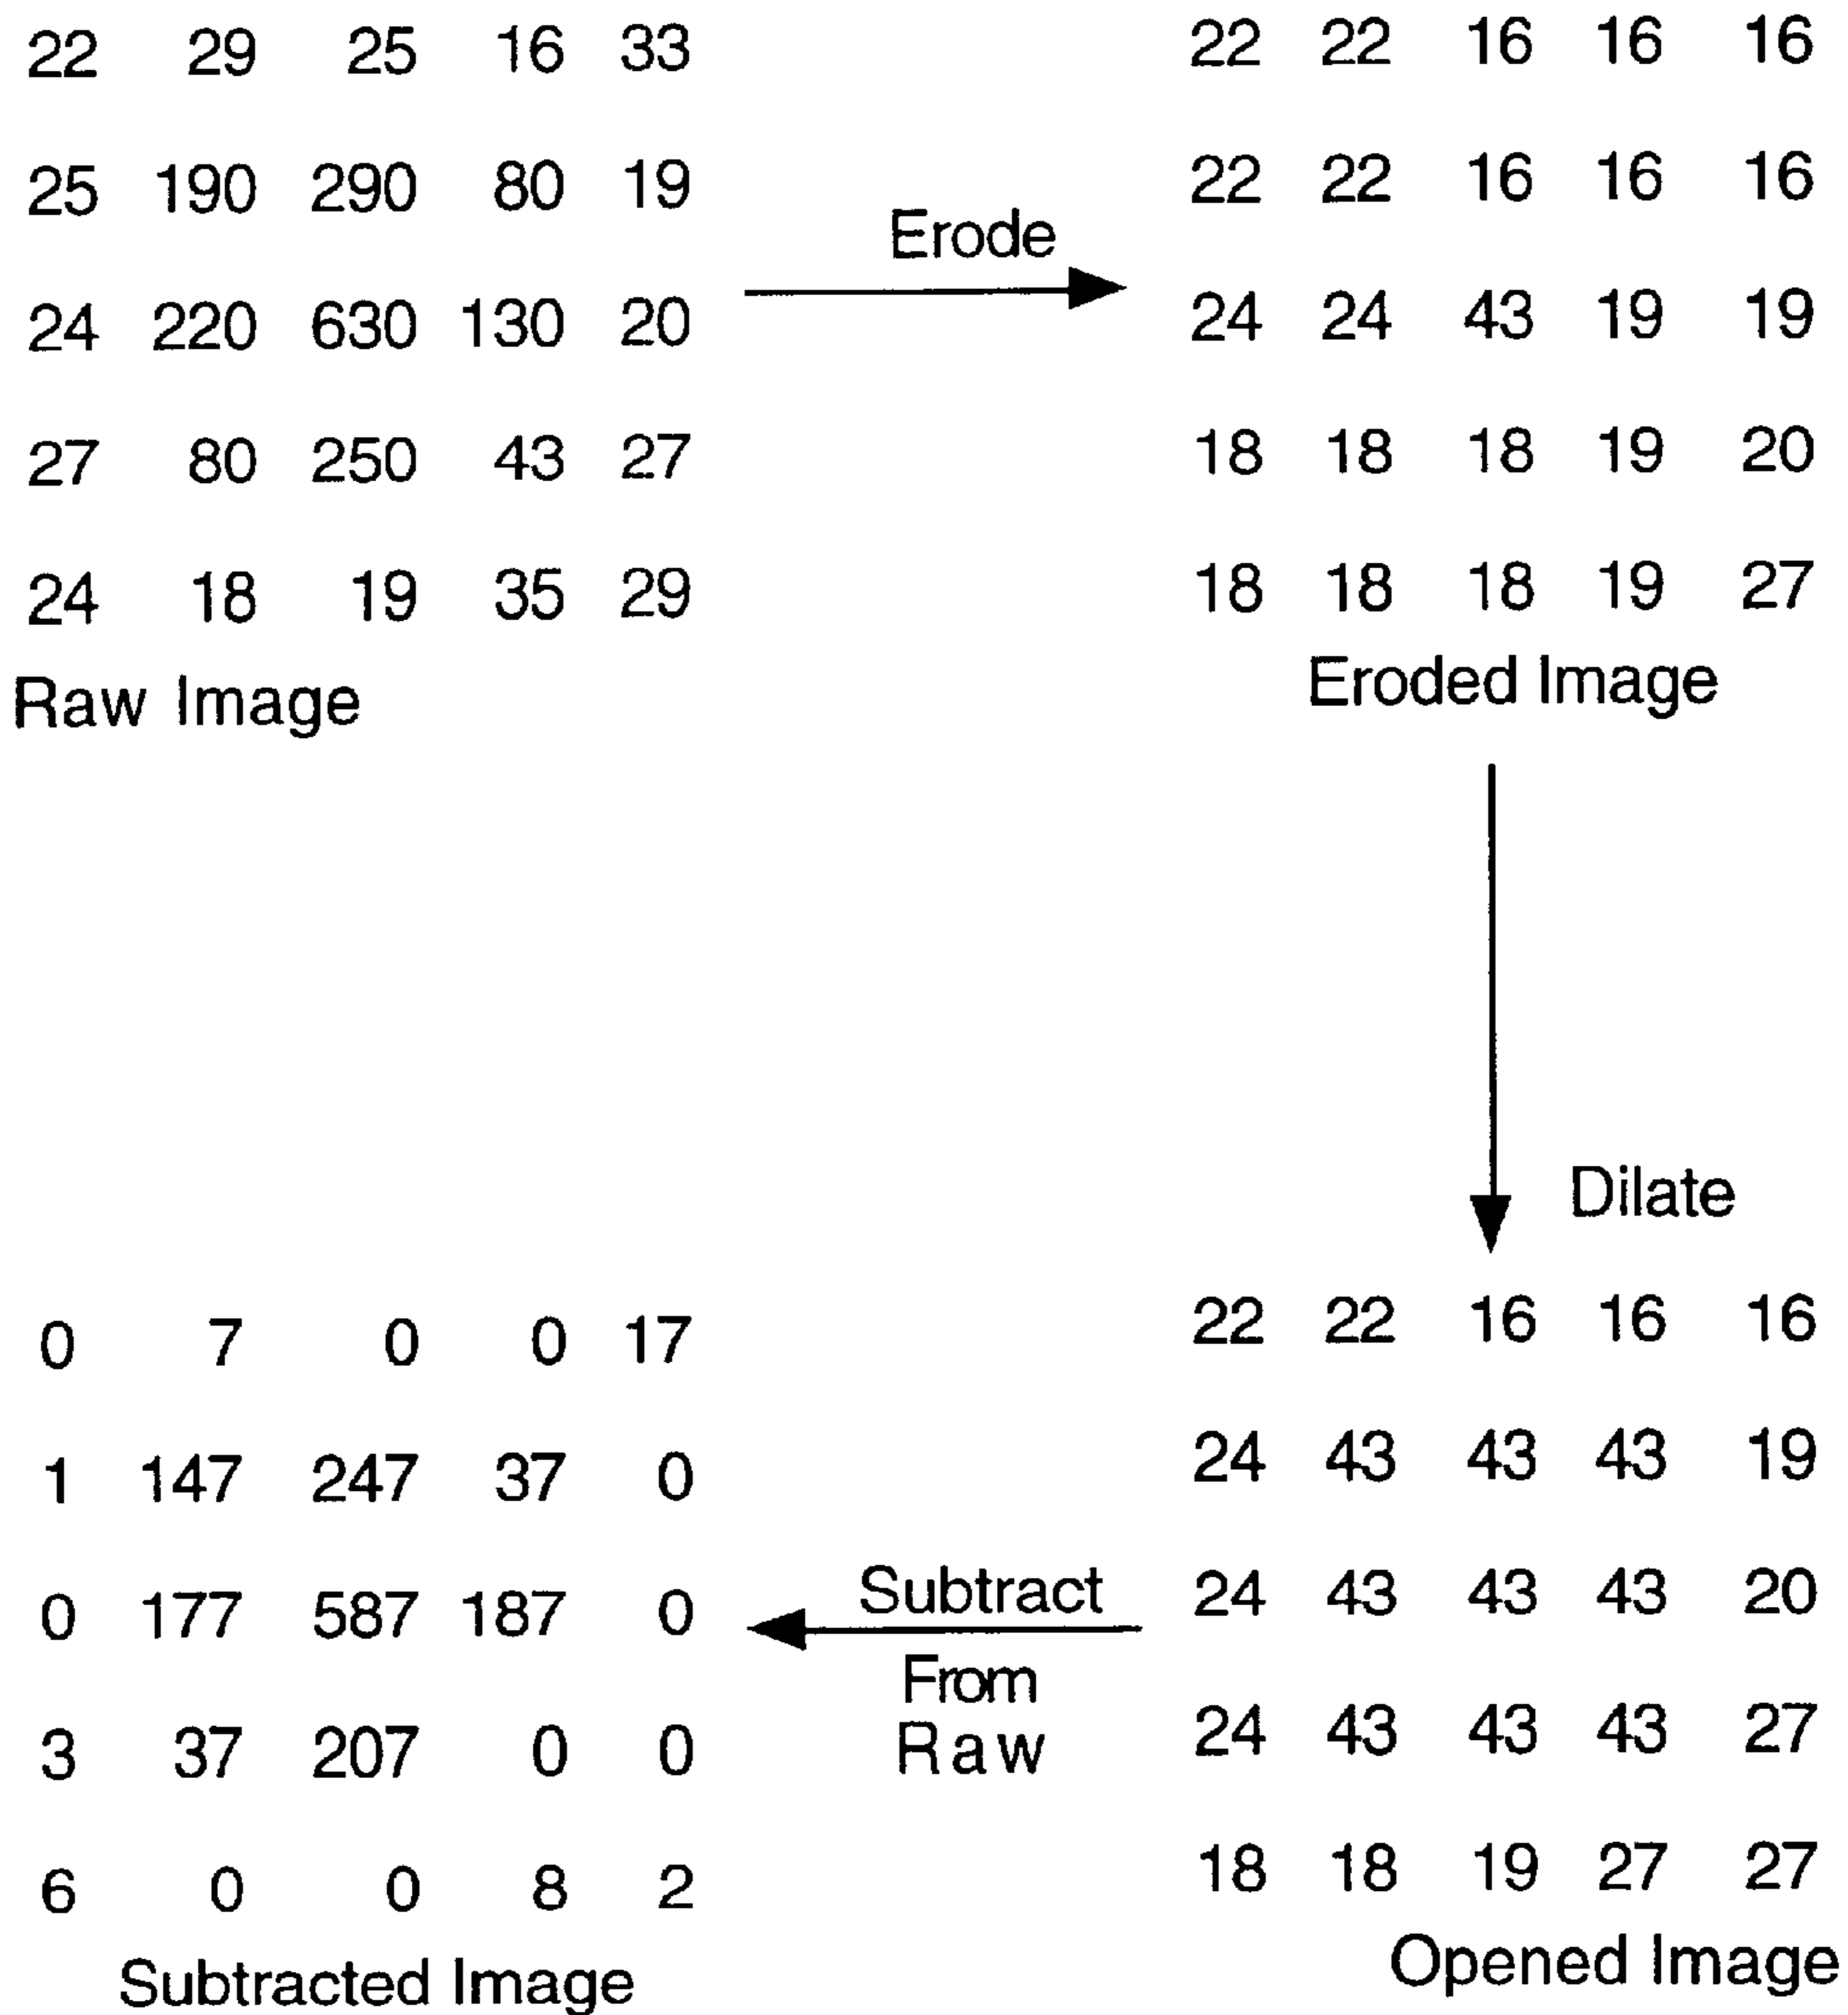 22 29 25 16 33
25 190 290 80 19
24 220 630 130 20
27 80 250 43 27
24 18 19 35 29
Raw Image
Erode
22 22 16 16 16
22 22 16 16 16
24 24 43 19 19
18 18 18 19 20
18 18 18 19 27
Eroded Image
Dilate
22 22 16 16 16
24 43 43 43 19
24 43 43 43 20
24 43 43 43 27
18 18 19 27 27
Opened Image
Subtract
From
Raw
0 7 0 0 17
1 147 247 37 0
0 177 587 187 0
3 37 207 0 0
6 0 0 8 2
Subtracted Image